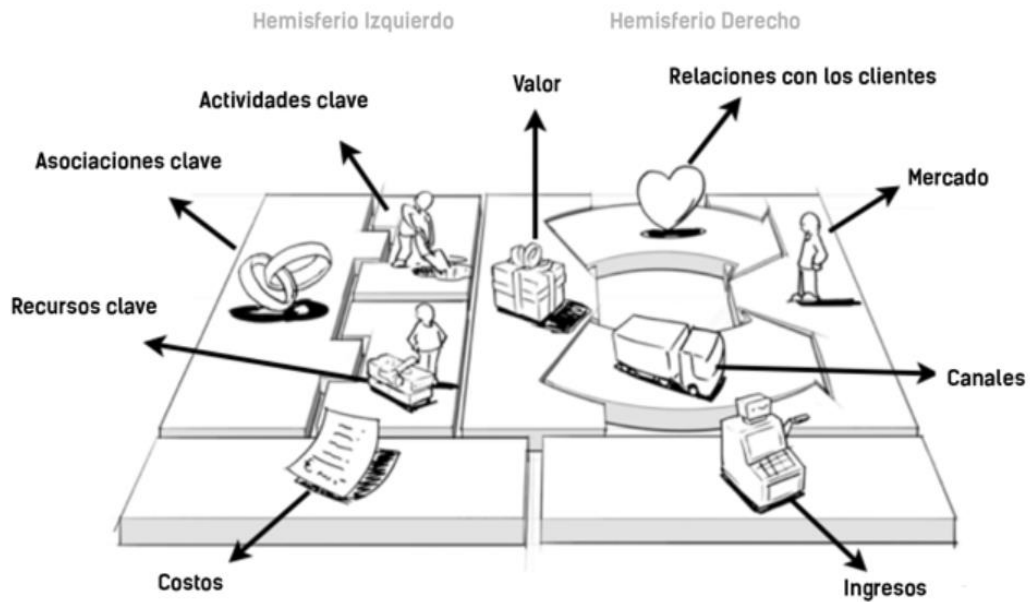 Hemisferio Izquierdo
Hemisferio Derecho
Relaciones con los clientes
Valor
Actividades clave
Asociaciones clave
Mercado
Recursos clave
Canales
Costos
Ingresos